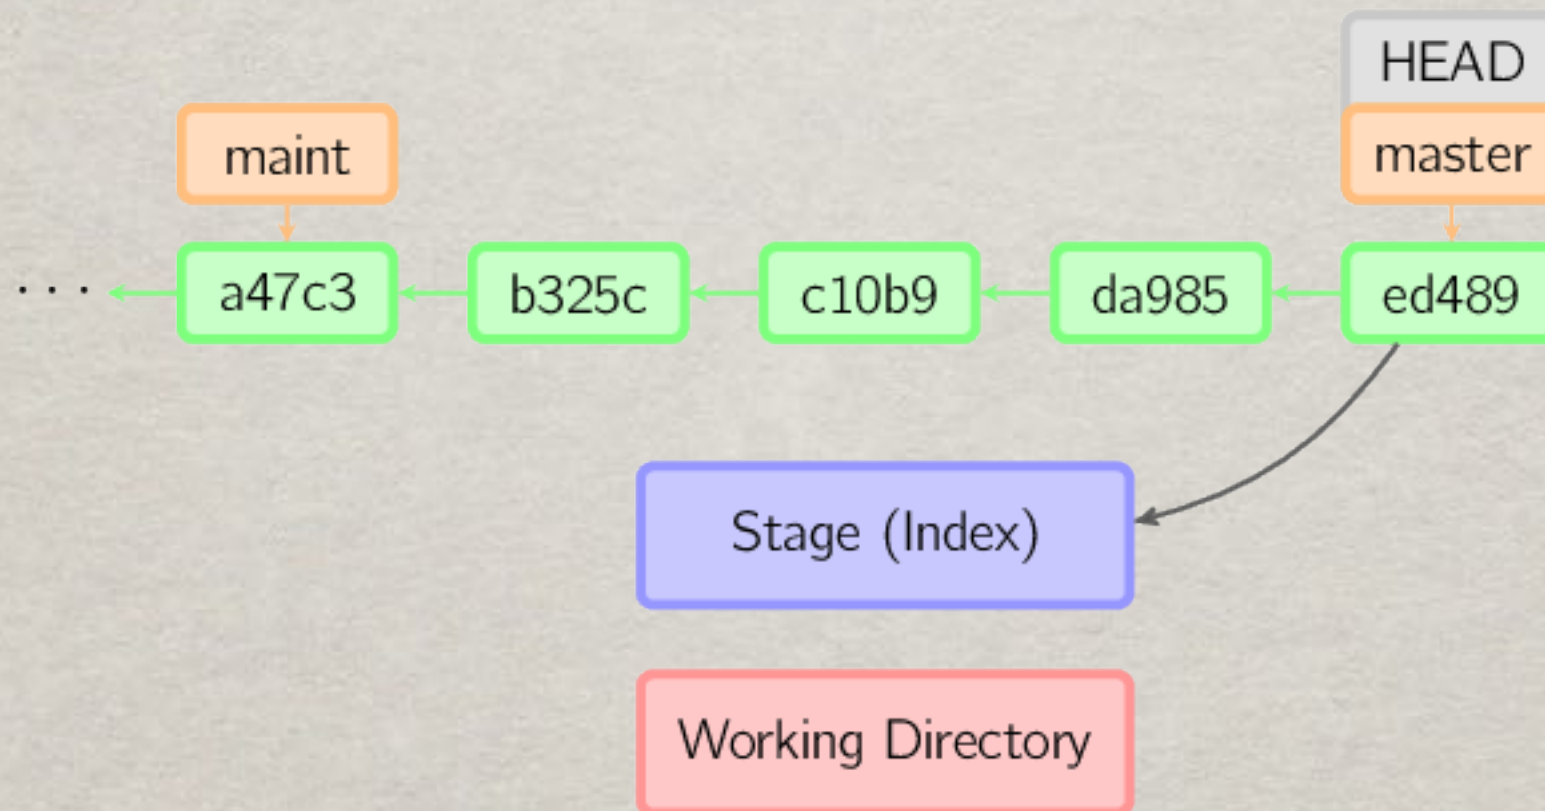 HEAD
maint
master
...
a47c3
b325c
c10b9
da985
ed489
Stage (Index)
Working Directory